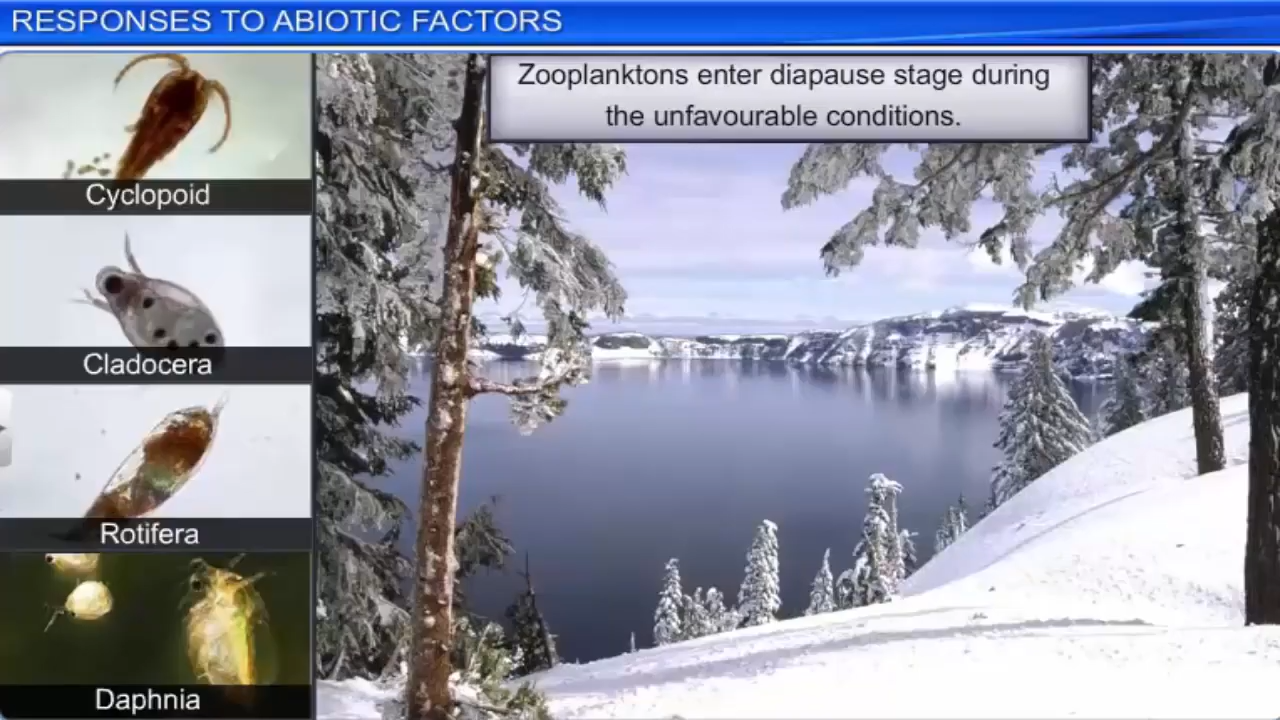 RESPONSES TO ABIOTIC FACTORS
Zooplanktons enter diapause stage during
the unfavourable conditions.
Cyclopoid
Cladocera
Rotifera
Daphnia